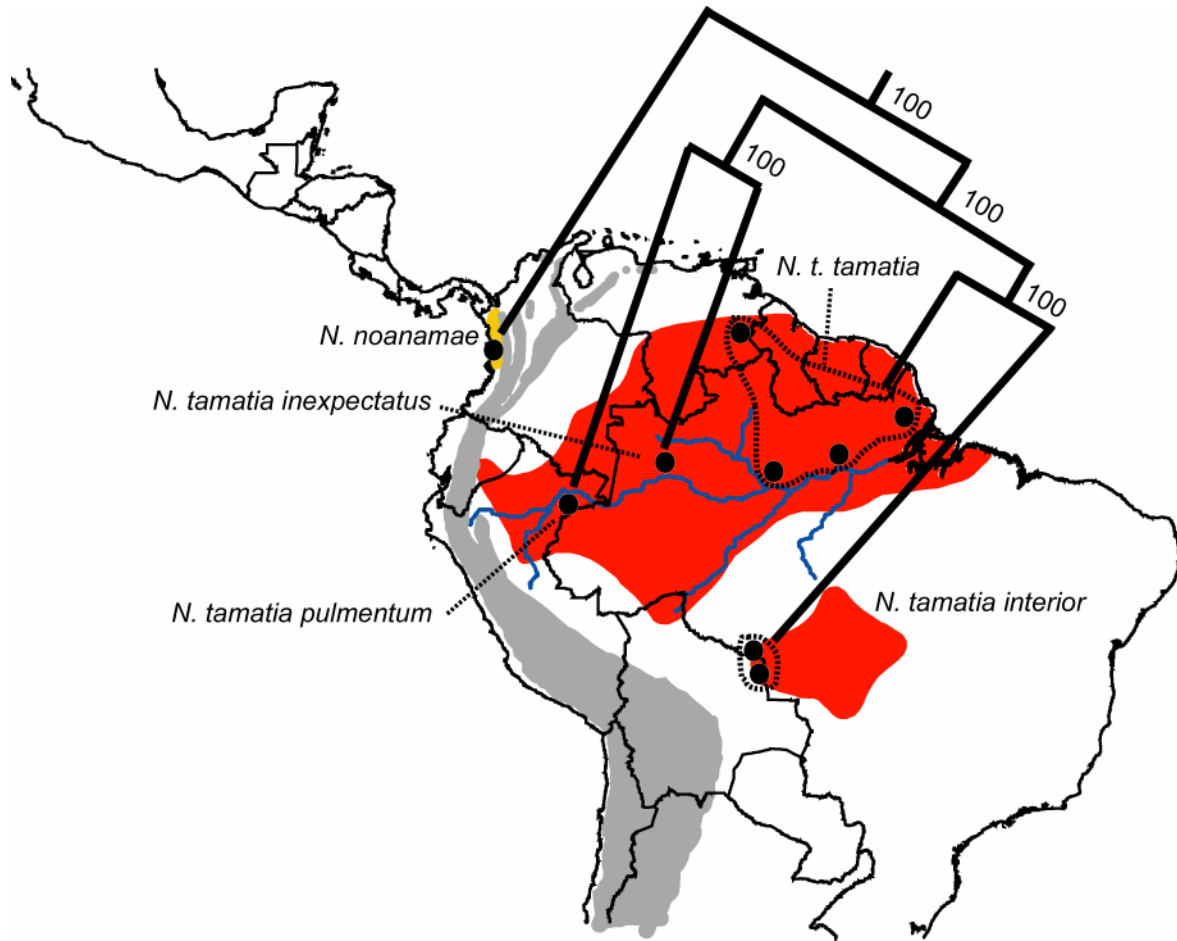 100
100
100
N. t. tamatia
100
N. noanamae
N. tamatia inexpectatus
N. tamatia interior
N. tamatia pulmentum